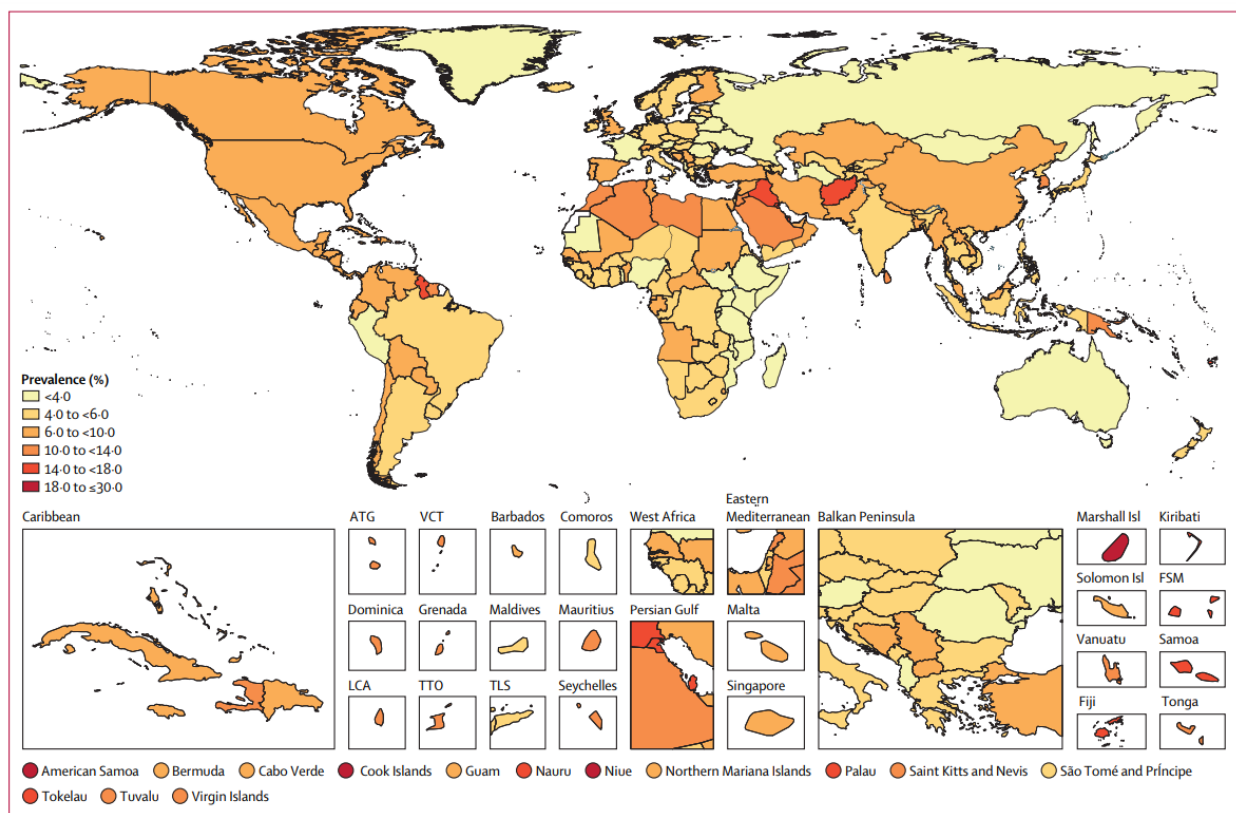 Prevalence (%)
<4·0
4·0 to <6·0
6·0 to <10·0
10·0 to <14·0
14·0 to <18·0
18·0 to ≤30·0
Caribbean
ATG
VCT
Barbados
Comoros
West Africa
Eastern
Mediterranean
Balkan Peninsula
Marshall Isl
Kiribati
Solomon Isl
FSM
Dominica
Grenada
Maldives
Mauritius
Persian Gulf
Malta
Vanuatu
Samoa
LCA
TTO
TLS
Seychelles
Singapore
Fiji
Tonga
American Samoa
Bermuda
Cabo Verde
Cook Islands
Guam
Nauru
Niue
Northern Mariana Islands
Palau
Saint Kitts and Nevis
São Tomé and PrÍncipe
Tokelau
Tuvalu
Virgin Islands